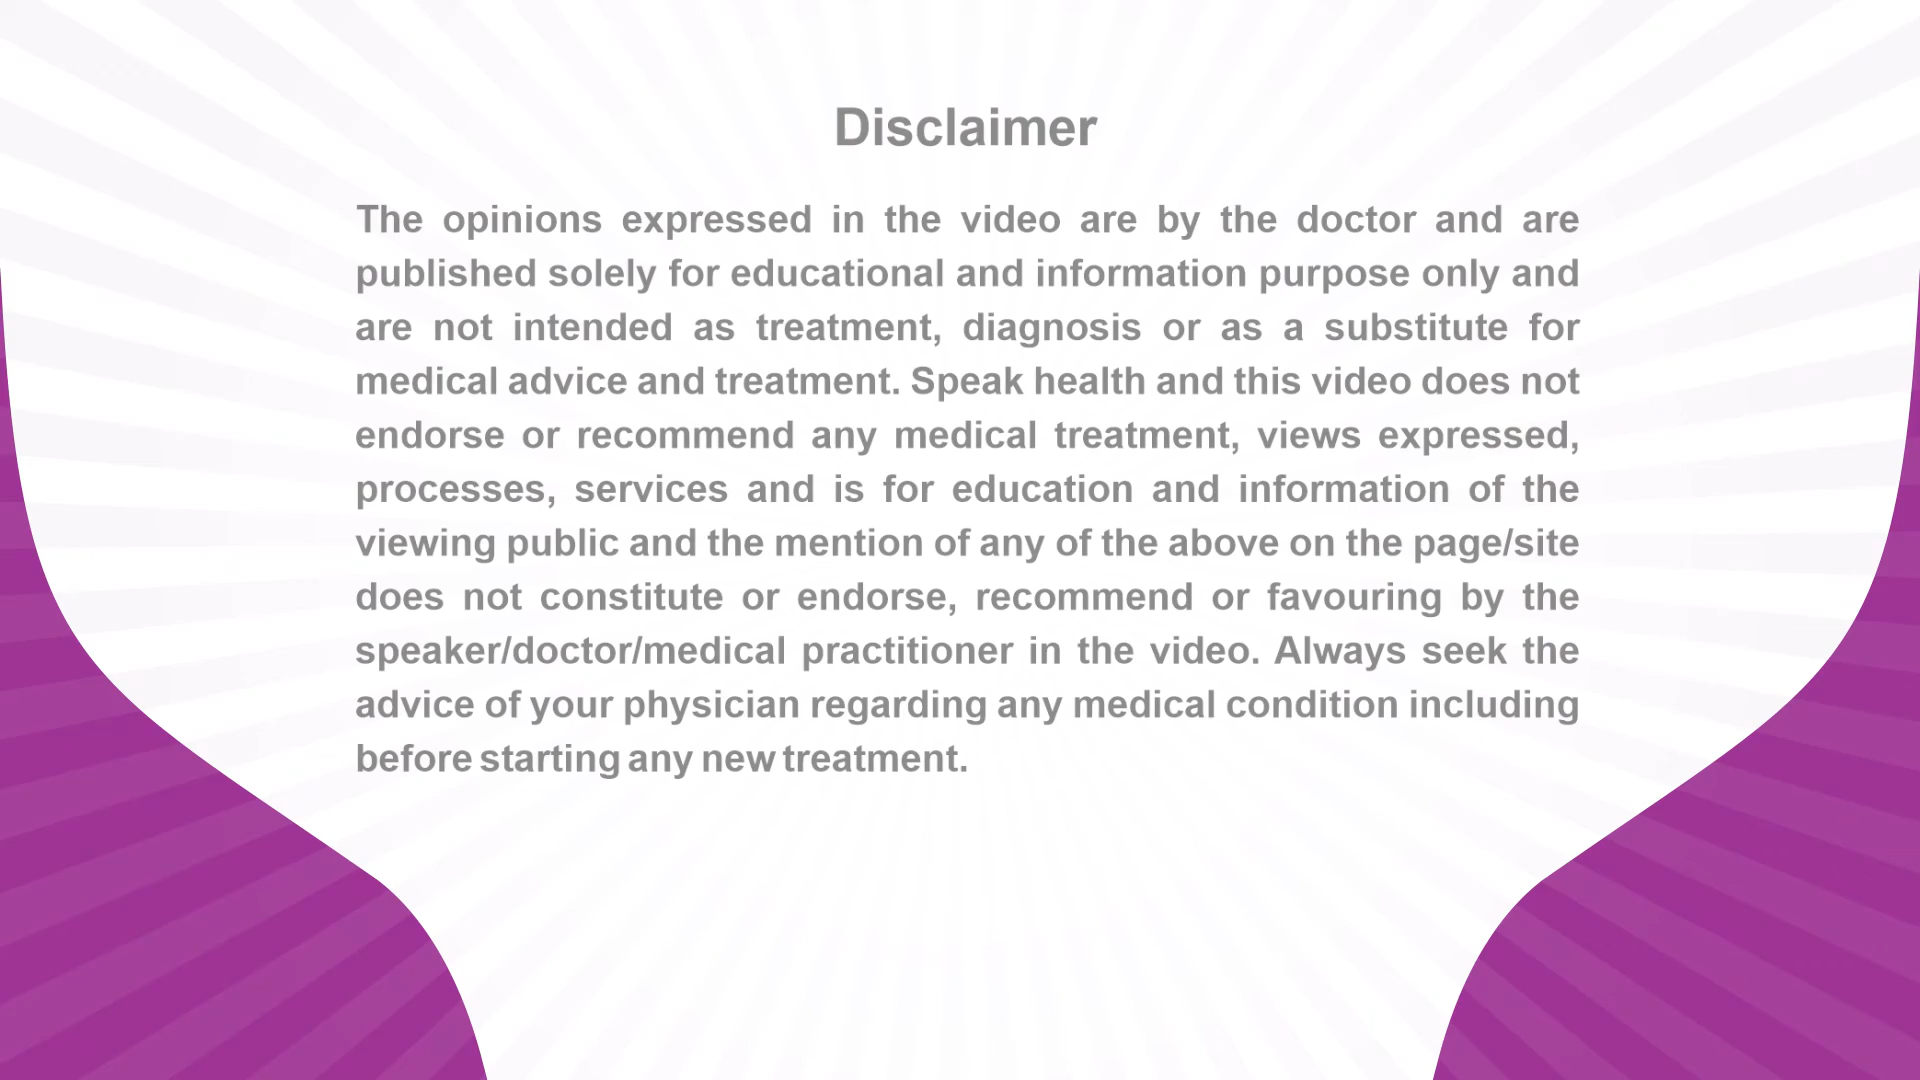 Disclaimer
The opinions expressed in the video are by the doctor and are
published solely for educational and information purpose only and
are not intended as treatment, diagnosis or as a substitute for
medical advice and treatment. Speak health and this video does not
endorse or recommend any medical treatment, views expressed,
processes, services and is for education and information of the
viewing public and the mention of any of the above on the page/site
does not constitute or endorse, recommend or favouring by the
speaker/doctor/medical practitioner in the video. Always seek the
advice of your physician regarding any medical condition including
before starting any new treatment.